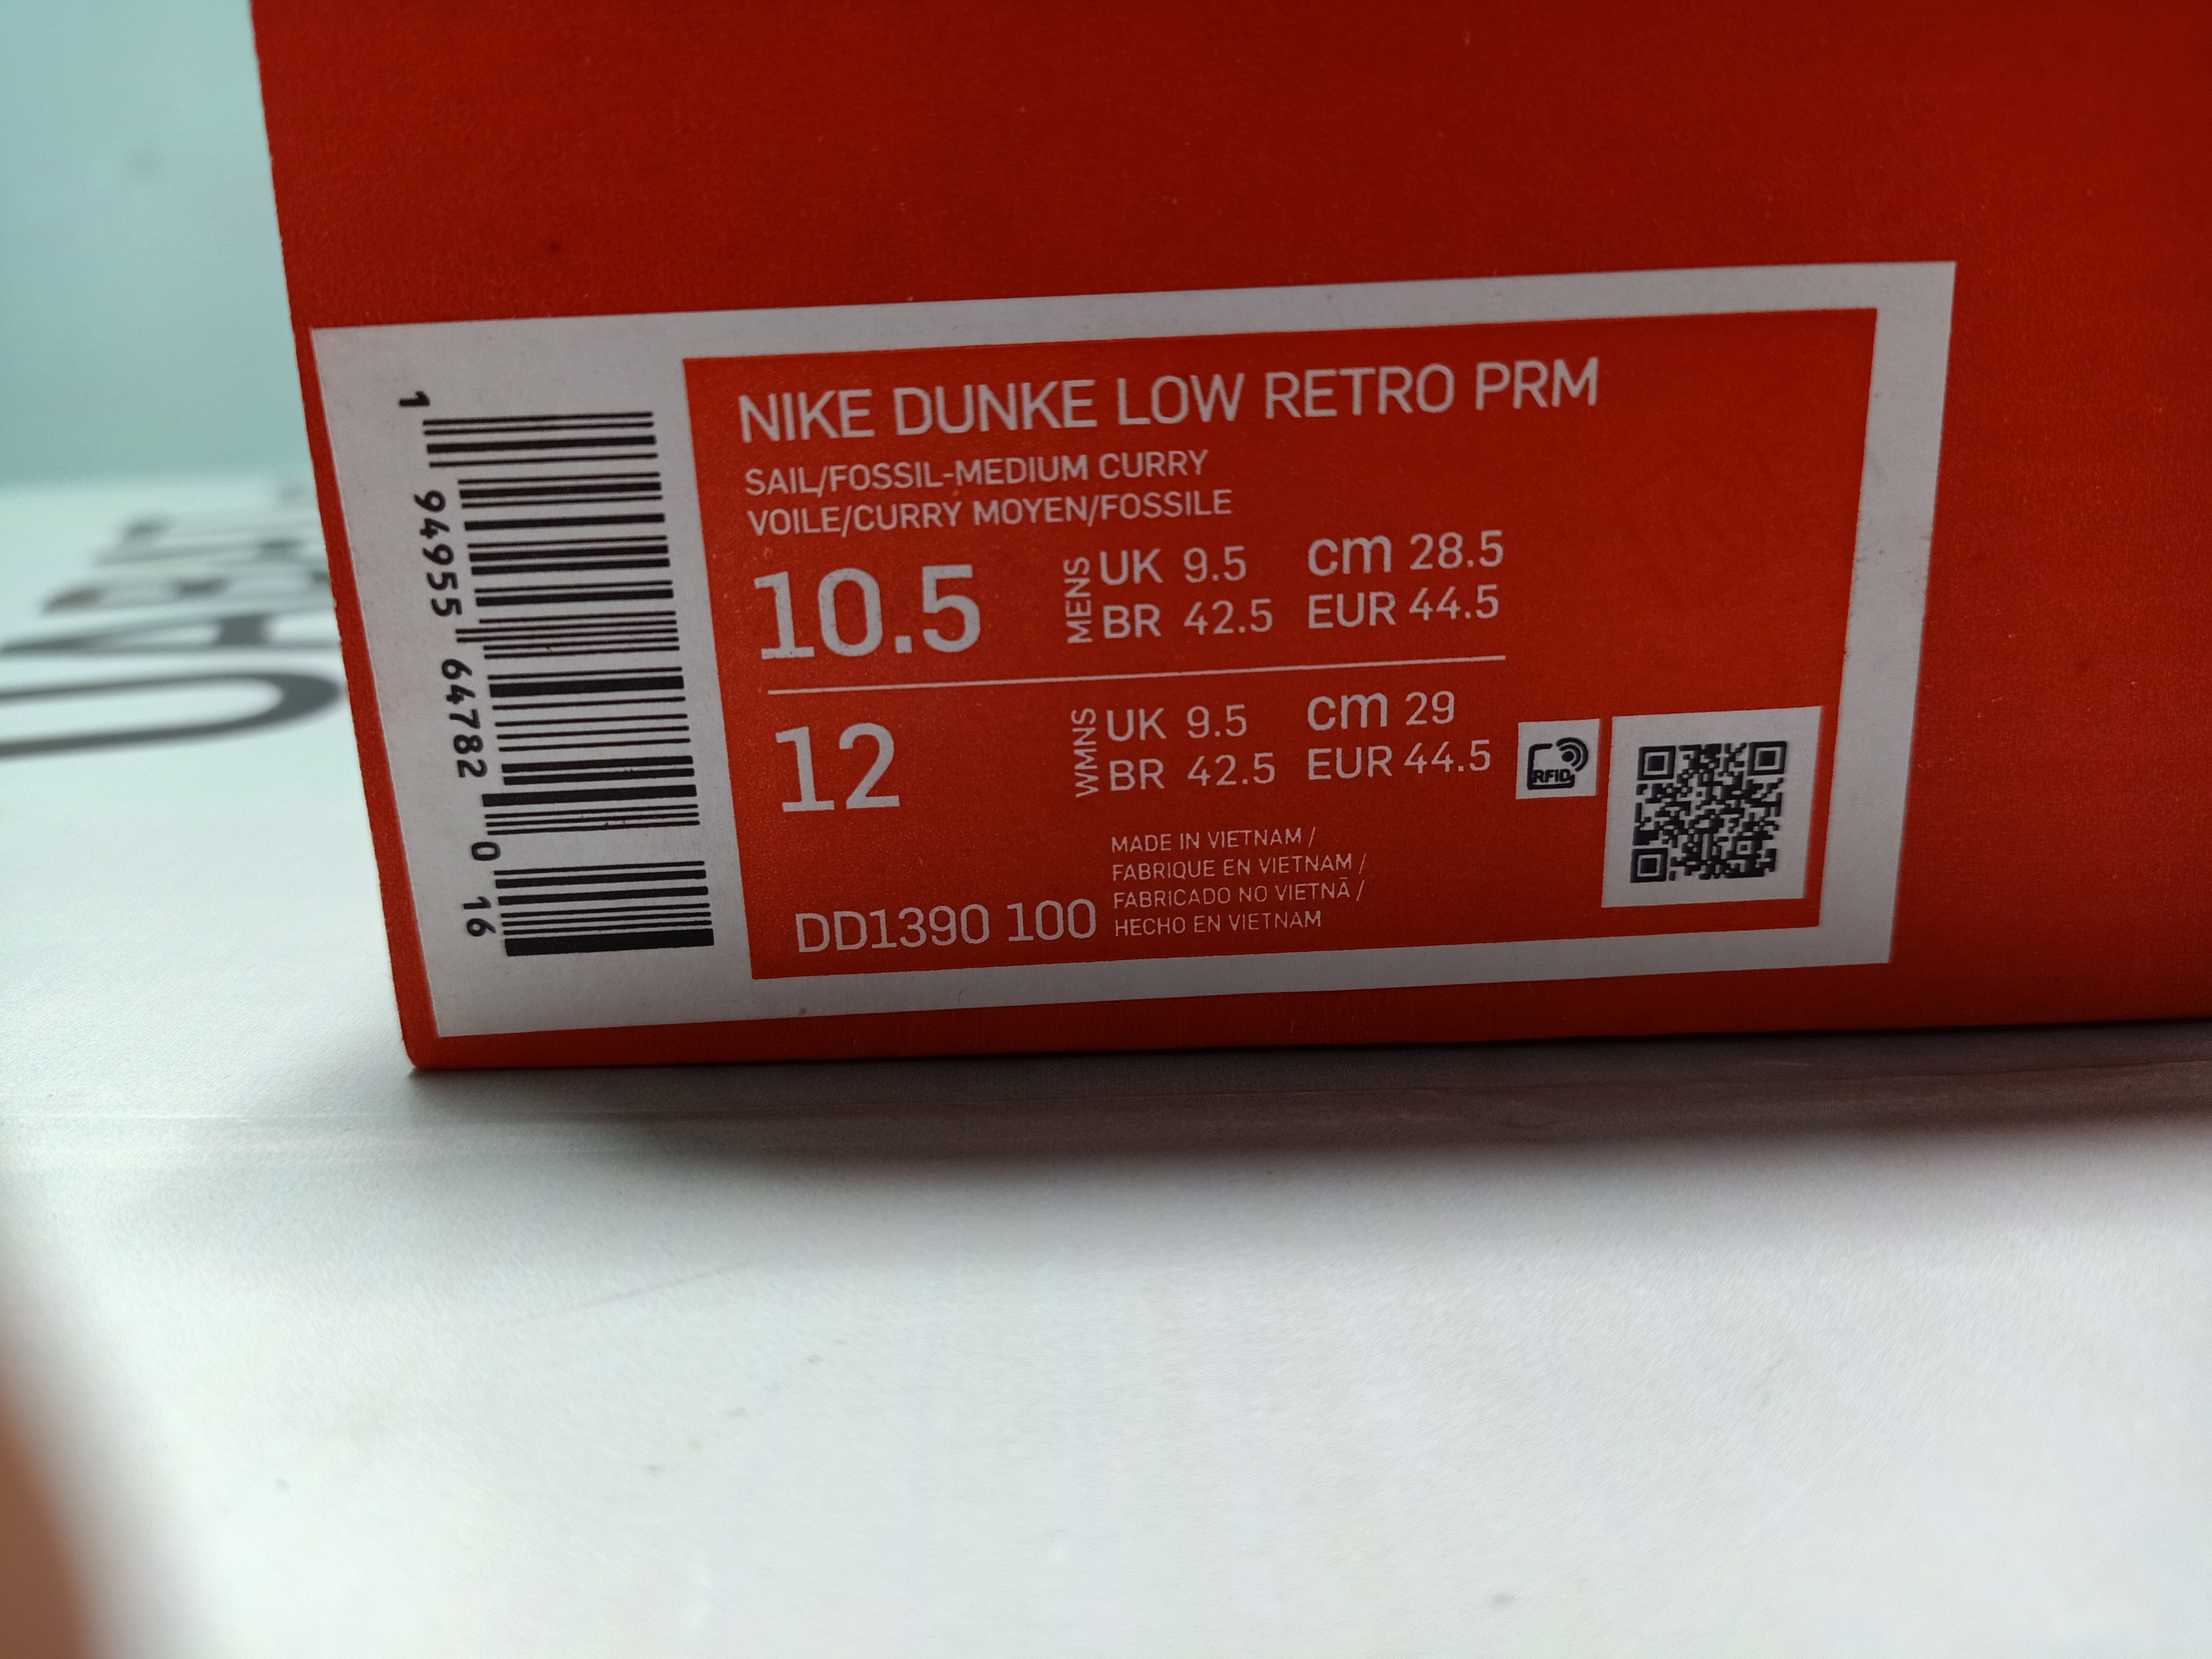 NIKE DUNKE LOW RETRO PRM
SAIL/FOSSIL-MEDIUM CURRY
VOILE/CURRY MOYEN/FOSSILE
10.5 MENS UK 9.5 cm 28.5
BR 42.5 EUR 44.5
12 WMNS UK 9.5 cm 29
BR 42.5 EUR 44.5
RFID
MADE IN VIETNAM /
FABRIQUE EN VIETNAM /
FABRICADO NO VIETNÃ /
HECHO EN VIETNAM
DD1390 100
1 94955 64782 0 16